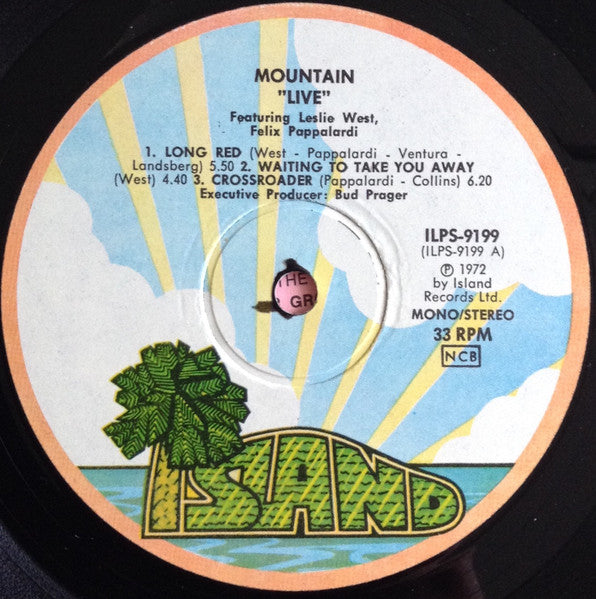 MOUNTAIN
"LIVE"
Featuring Leslie West,
Felix Pappalardi
1. LONG RED (West - Pappalardi - Ventura -
Landsberg) 5.50 2. WAITING TO TAKE YOU AWAY
(West) 4.40 3. CROSSROADER (Pappalardi - Collins) 6.20
Executive Producer: Bud Prager
ILPS-9199
(ILPS-9199 A)
℗ 1972
by Island
Records Ltd.
MONO/STEREO
33 RPM
NCB
THE
GR
ISLAND